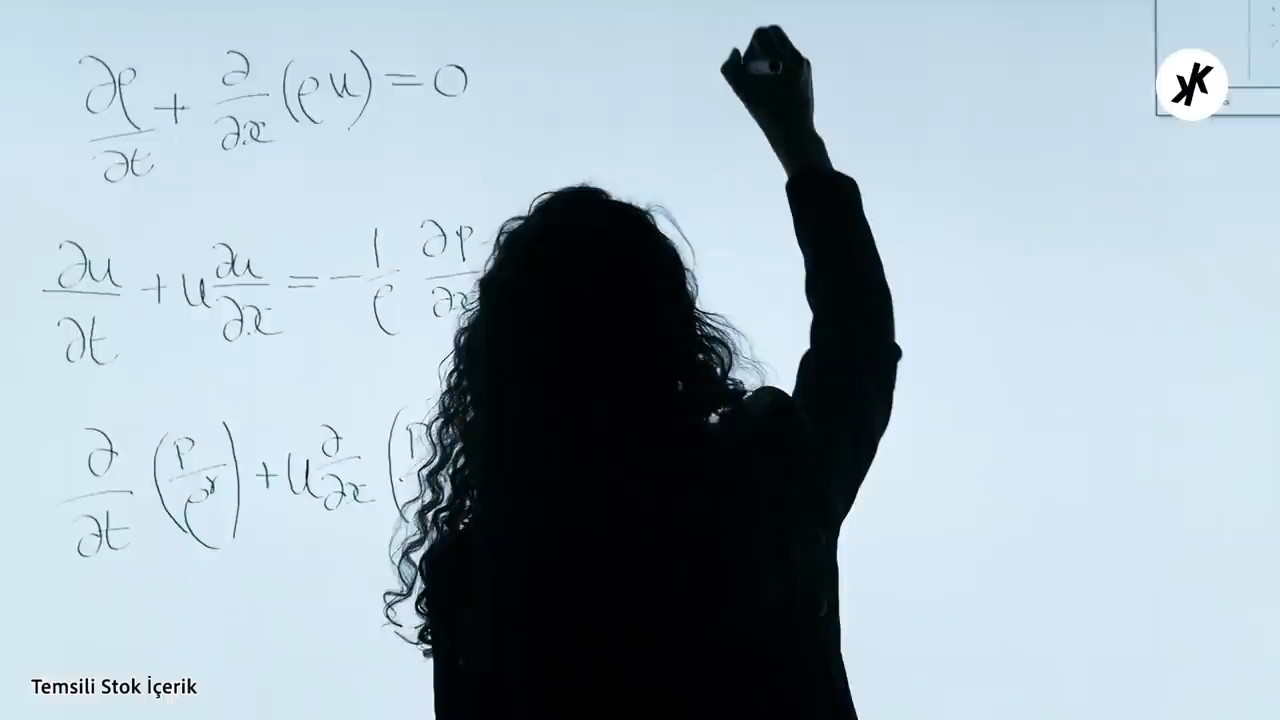 ∂ρ/∂t + ∂/∂x (ρu) = 0
∂u/∂t + u ∂u/∂x = - 1/ρ ∂p/∂x
∂/∂t (p/ρ^γ) + u ∂/∂x (p
Temsili Stok İçerik